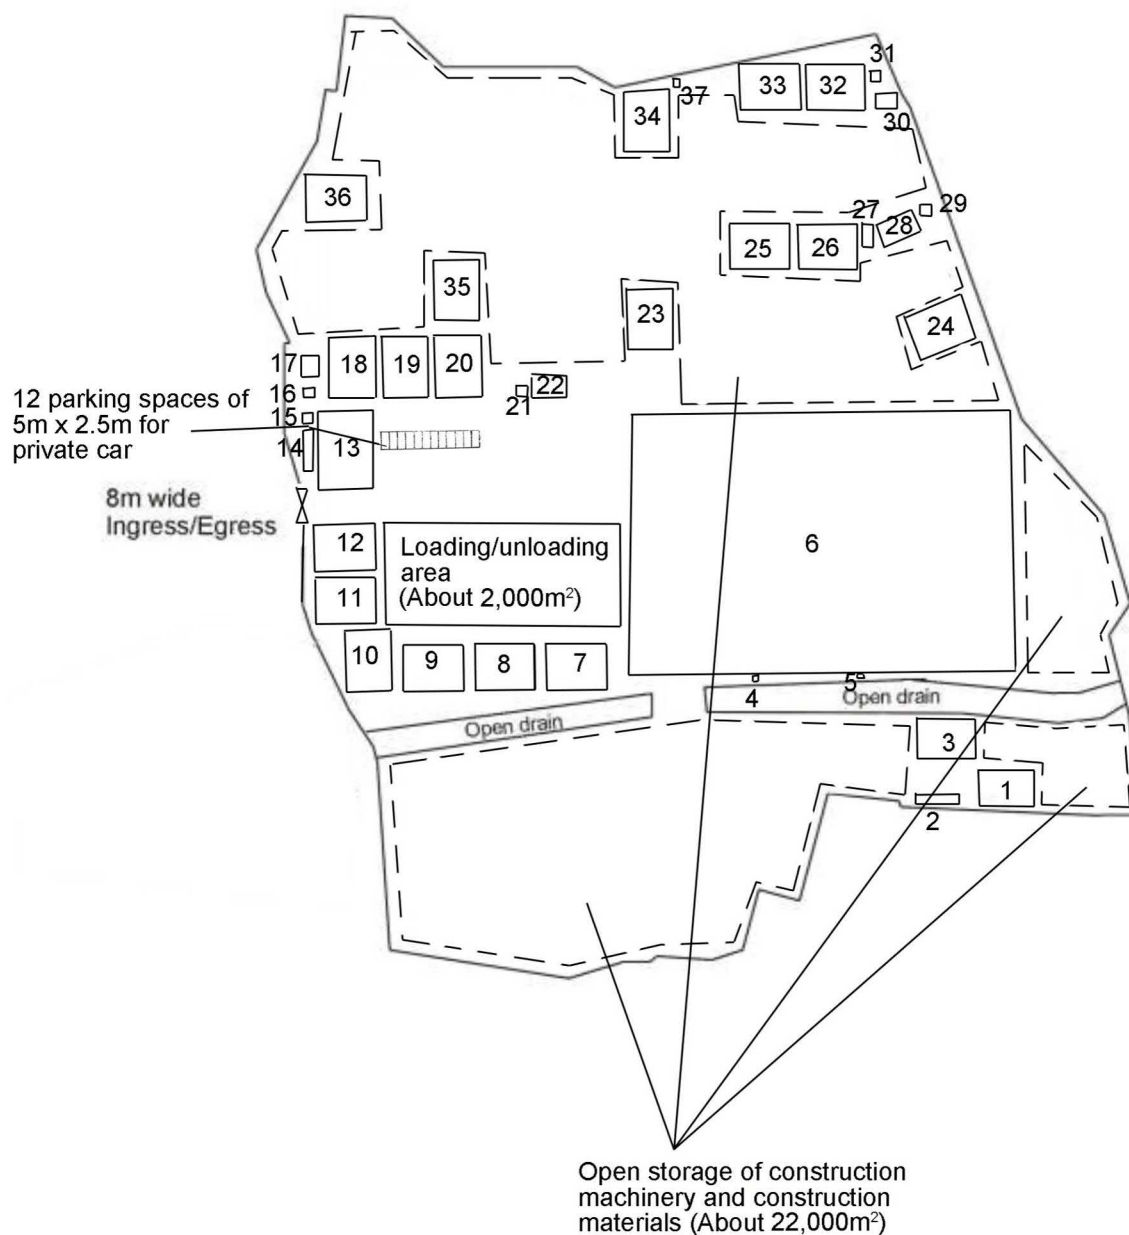 31
33
32
37
34
30
36
27
29
28
25
26
35
23
24
17
18
19
20
22
16
21
12 parking spaces of
5m x 2.5m for
private car
15
14
13
8m wide
Ingress/Egress
12
Loading/unloading
area
(About 2,000m²)
6
11
10
9
8
7
4
5
Open drain
Open drain
3
1
2
Open storage of construction
machinery and construction
materials (About 22,000m²)